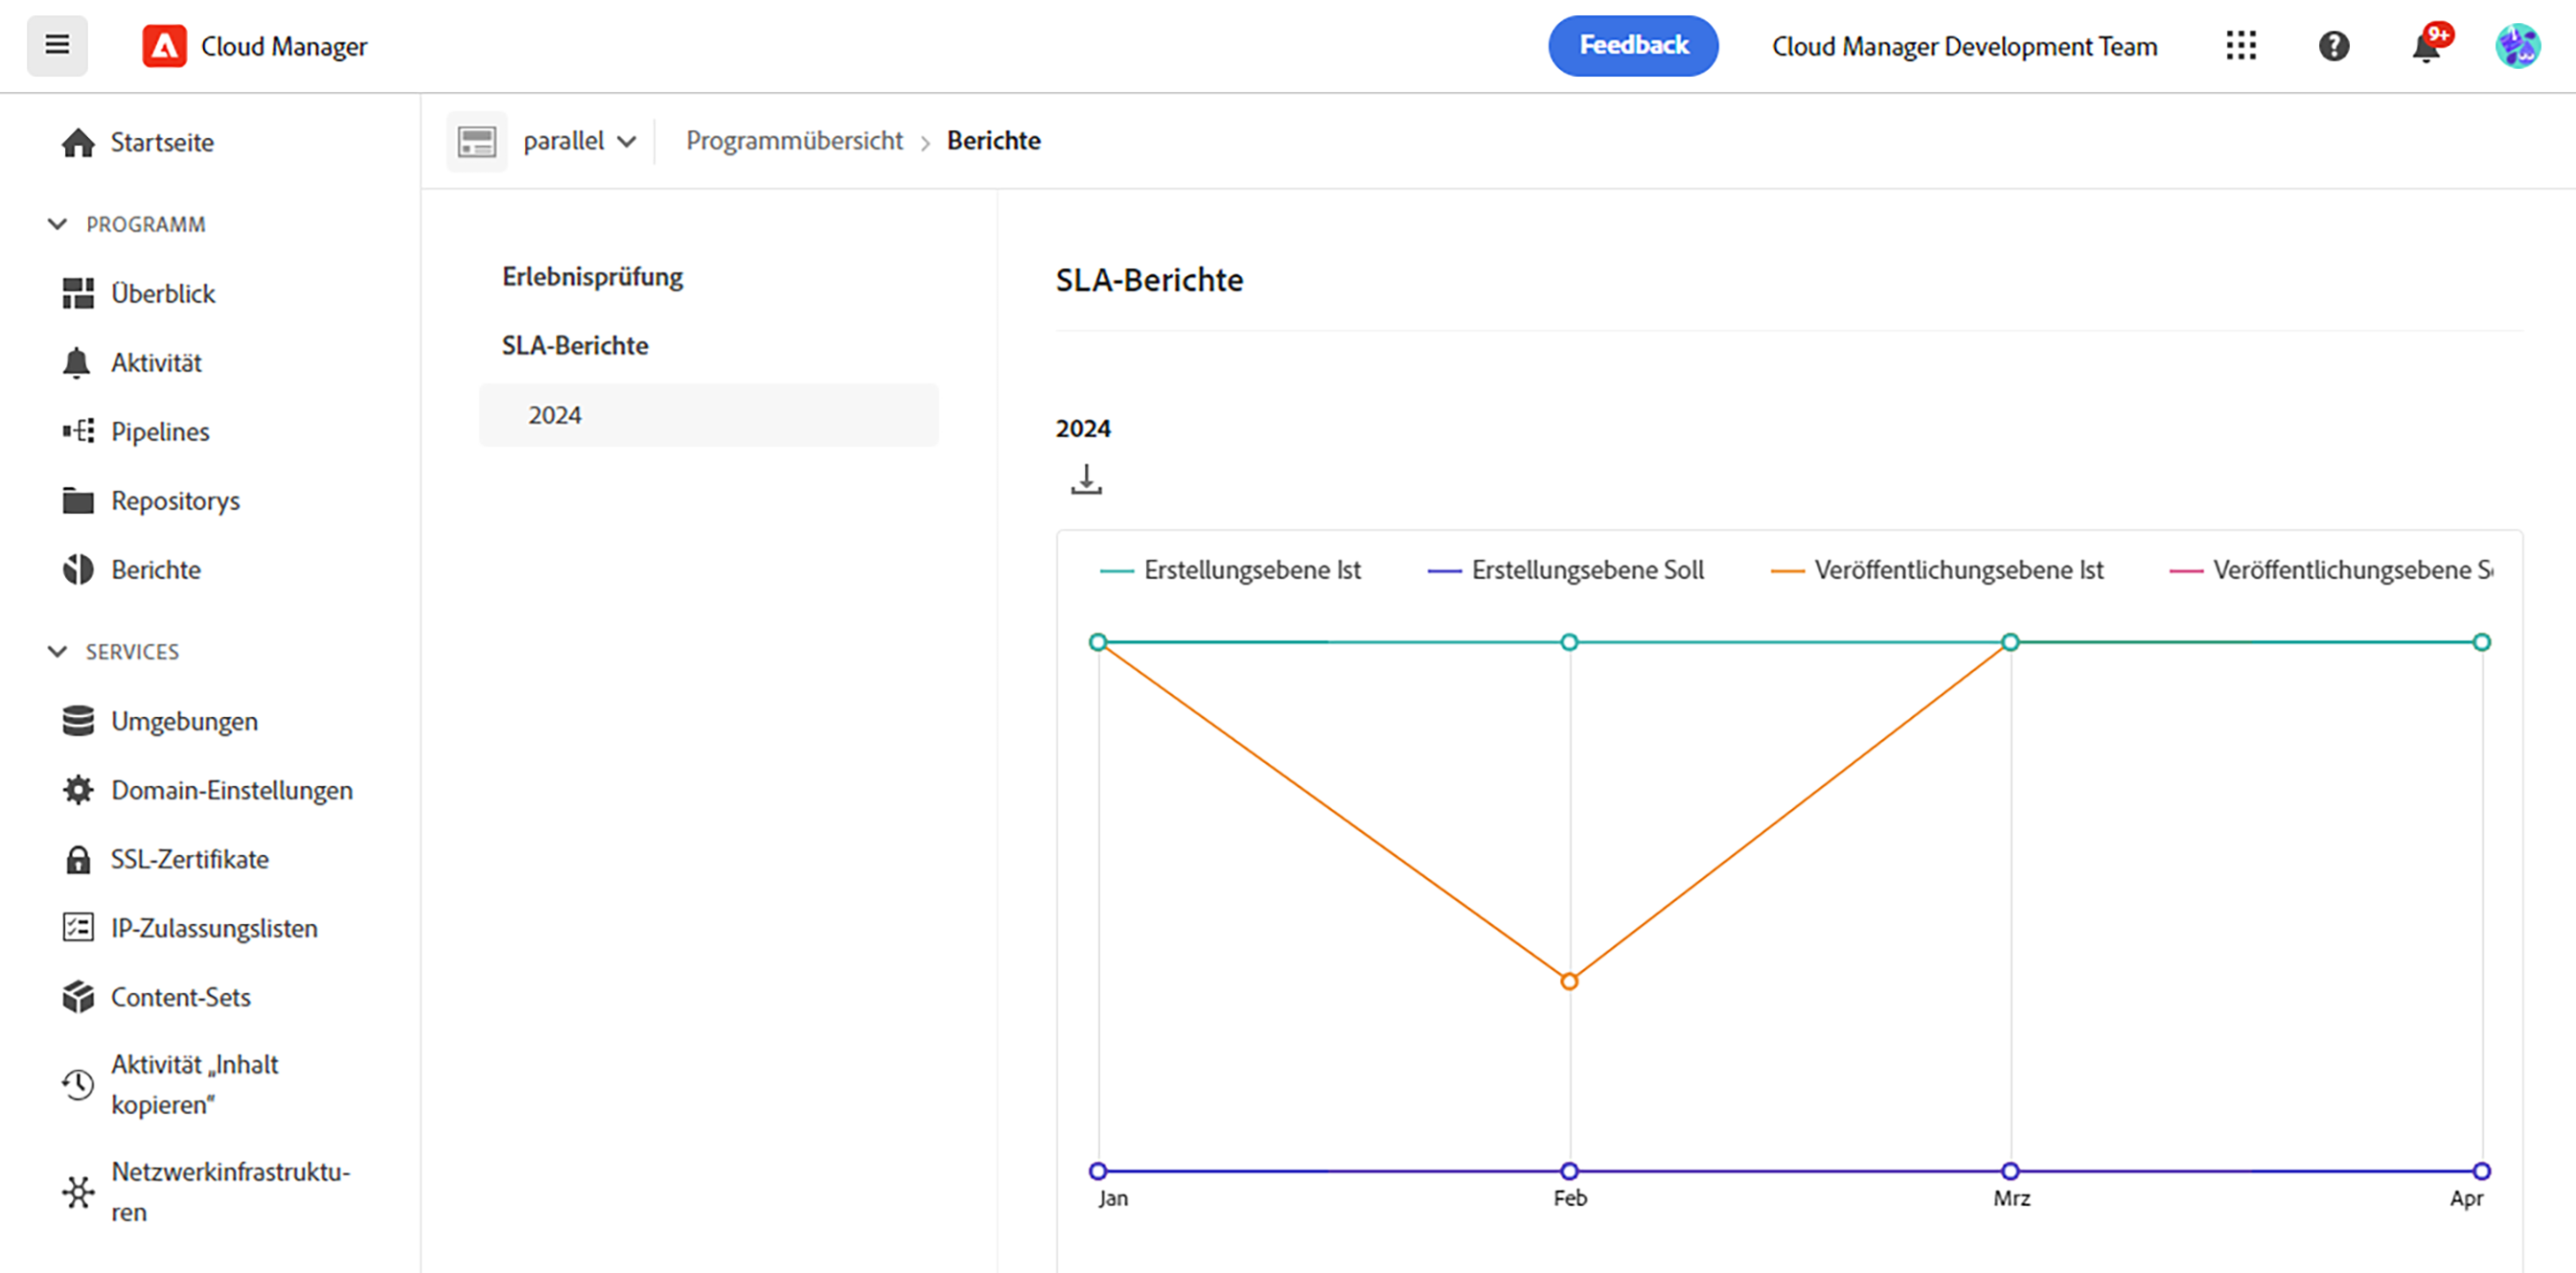 Cloud Manager
Feedback
Cloud Manager Development Team
9+
Startseite
PROGRAMM
Überblick
Aktivität
Pipelines
Repositorys
Berichte
SERVICES
Umgebungen
Domain-Einstellungen
SSL-Zertifikate
IP-Zulassungslisten
Content-Sets
Aktivität „Inhalt
kopieren“
Netzwerkinfrastruktu-
ren
parallel
Programmübersicht > Berichte
Erlebnisprüfung
SLA-Berichte
2024
SLA-Berichte
2024
Erstellungsebene Ist
Erstellungsebene Soll
Veröffentlichungsebene Ist
Veröffentlichungsebene
Jan
Feb
Mrz
Apr